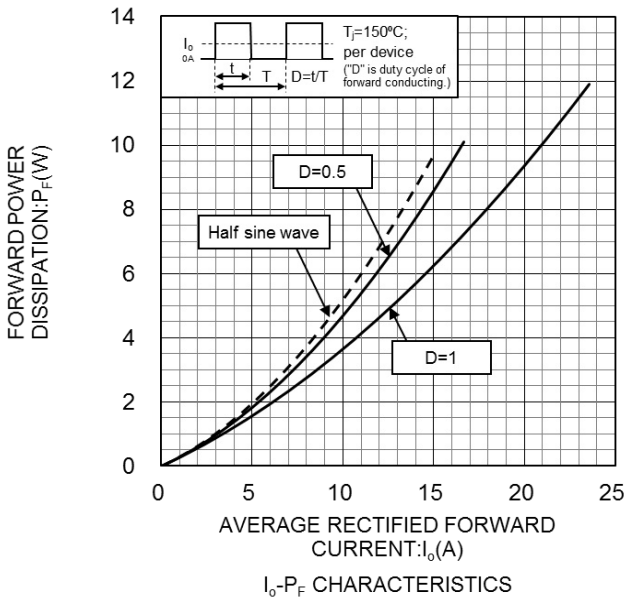 14
12
10
8
6
4
2
0
FORWARD POWER
DISSIPATION:PF(W)
Io
0A
t
T
D=t/T
Tj=150ºC;
per device
("D" is duty cycle of
forward conducting.)
D=0.5
Half sine wave
D=1
0
5
10
15
20
25
AVERAGE RECTIFIED FORWARD
CURRENT:Io(A)
Io-PF CHARACTERISTICS